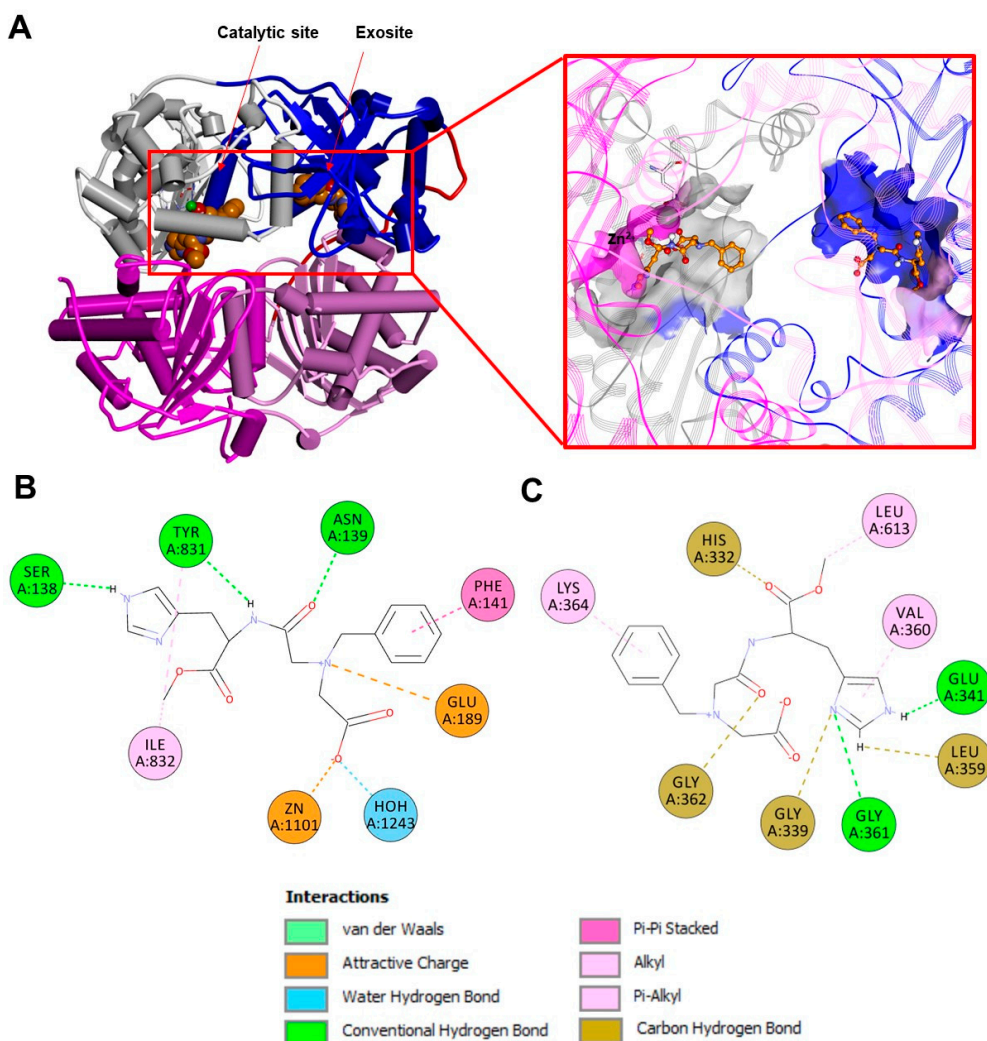 A
Catalytic site
Exosite
Zn²⁺
B
SER
A:138
TYR
A:831
ASN
A:139
PHE
A:141
GLU
A:189
ILE
A:832
ZN
A:1101
HOH
A:1243
H
N
N
H
N
O
O
O
N⁺
O
O⁻
C
HIS
A:332
LEU
A:613
LYS
A:364
VAL
A:360
GLU
A:341
LEU
A:359
GLY
A:362
GLY
A:339
GLY
A:361
O
O
N
O
N⁺
⁻O
O⁻
N
N
H
H
Interactions
van der Waals
Attractive Charge
Water Hydrogen Bond
Conventional Hydrogen Bond
Pi-Pi Stacked
Alkyl
Pi-Alkyl
Carbon Hydrogen Bond